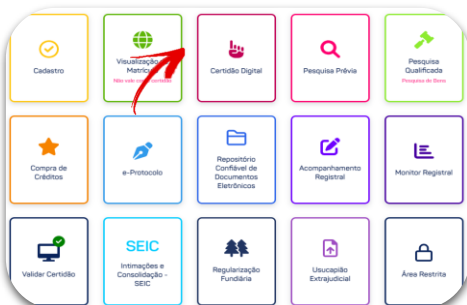 Cadastro
Visualização
Matrícula
Não vale como certidão
Certidão Digital
Pesquisa Prévia
Pesquisa
Qualificada
Pesquisa de Bens
Compra de
Créditos
e-Protocolo
Repositório
Confiável de
Documentos
Eletrônicos
Acompanhamento
Registral
Monitor Registral
Validar Certidão
SEIC
Intimações e
Consolidação -
SEIC
Regularização
Fundiária
Usucapião
Extrajudicial
Área Restrita